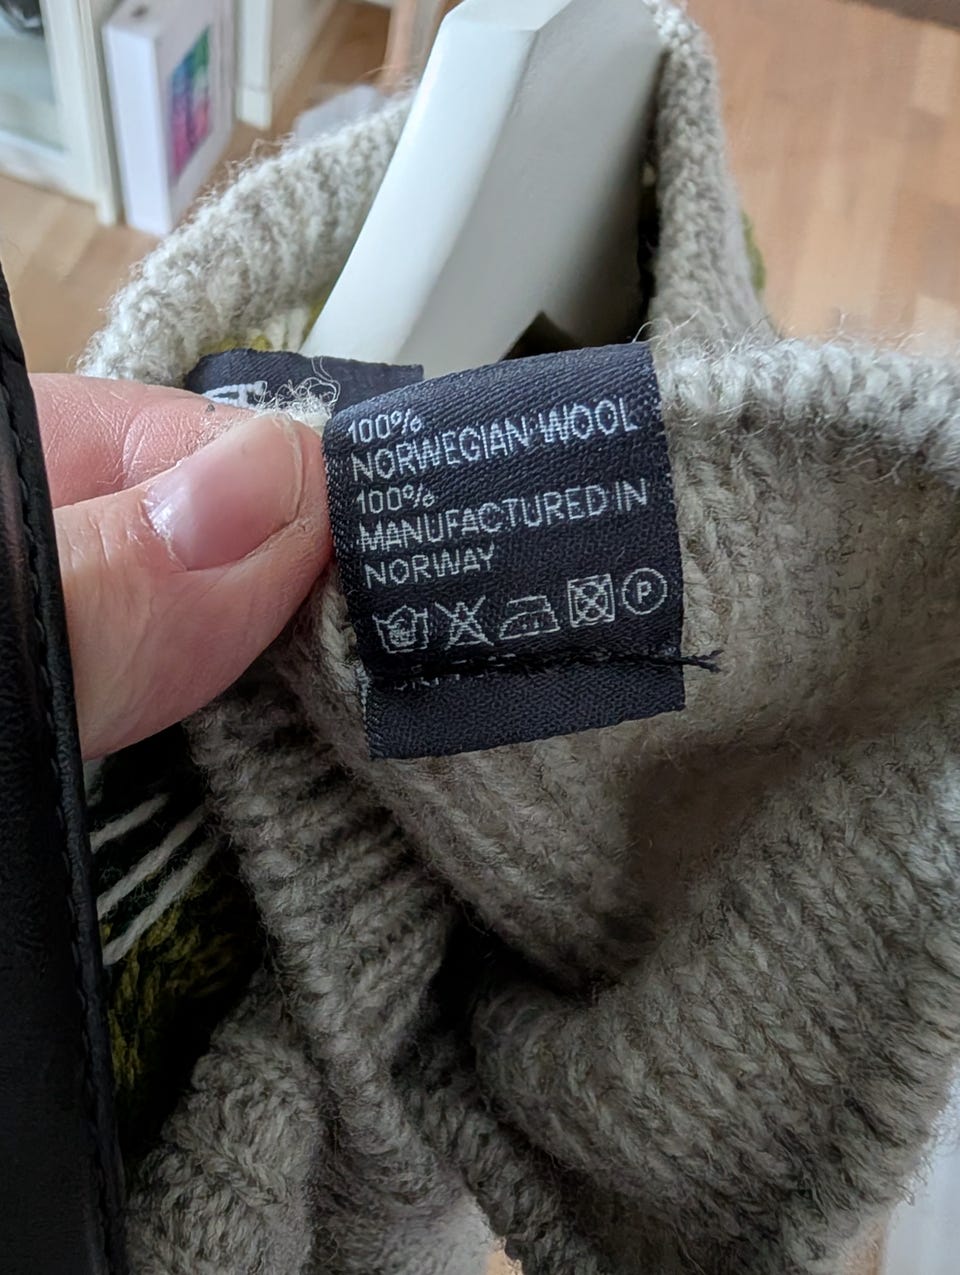 100%
NORWEGIAN WOOL
100%
MANUFACTURED IN
NORWAY
P